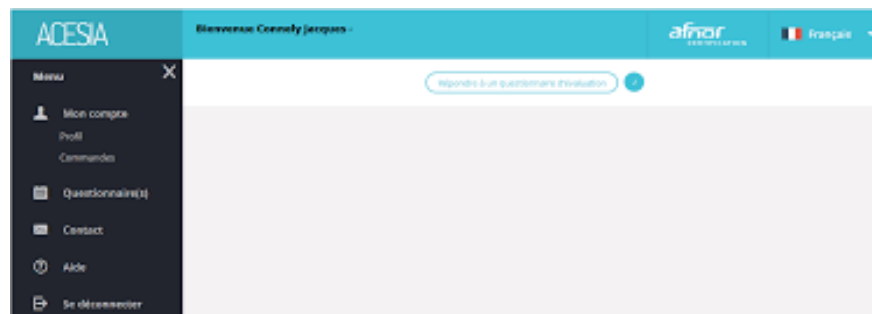 ACESIA
Bienvenue Connely Jacques -
afnor
CERTIFICATION
Français
Menu
Répondre à un questionnaire d'évaluation
Mon compte
Profil
Commandes
Questionnaire(s)
Contact
Aide
Se déconnecter